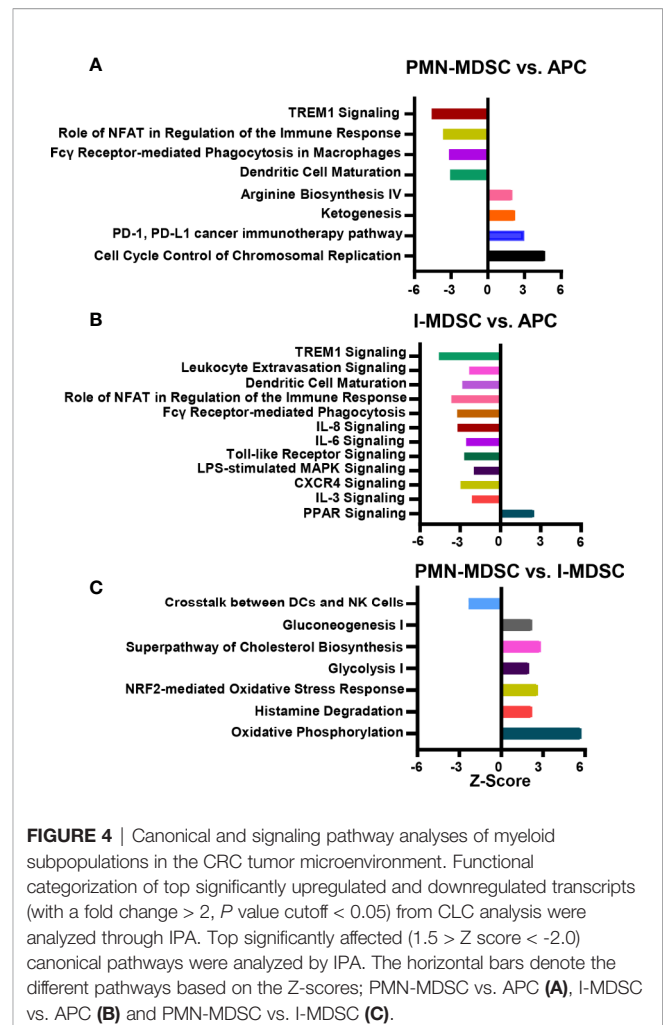 A
PMN-MDSC vs. APC
TREM1 Signaling
Role of NFAT in Regulation of the Immune Response
Fcγ Receptor-mediated Phagocytosis in Macrophages
Dendritic Cell Maturation
Arginine Biosynthesis IV
Ketogenesis
PD-1, PD-L1 cancer immunotherapy pathway
Cell Cycle Control of Chromosomal Replication
-6 -3 0 3 6
B
I-MDSC vs. APC
TREM1 Signaling
Leukocyte Extravasation Signaling
Dendritic Cell Maturation
Role of NFAT in Regulation of the Immune Response
Fcγ Receptor-mediated Phagocytosis
IL-8 Signaling
IL-6 Signaling
Toll-like Receptor Signaling
LPS-stimulated MAPK Signaling
CXCR4 Signaling
IL-3 Signaling
PPAR Signaling
-6 -3 0 3 6
C
PMN-MDSC vs. I-MDSC
Crosstalk between DCs and NK Cells
Gluconeogenesis I
Superpathway of Cholesterol Biosynthesis
Glycolysis I
NRF2-mediated Oxidative Stress Response
Histamine Degradation
Oxidative Phosphorylation
-6 -3 0 3 6
Z-Score
FIGURE 4 | Canonical and signaling pathway analyses of myeloid
subpopulations in the CRC tumor microenvironment. Functional
categorization of top significantly upregulated and downregulated transcripts
(with a fold change > 2, P value cutoff < 0.05) from CLC analysis were
analyzed through IPA. Top significantly affected (1.5 > Z score < -2.0)
canonical pathways were analyzed by IPA. The horizontal bars denote the
different pathways based on the Z-scores; PMN-MDSC vs. APC (A), I-MDSC
vs. APC (B) and PMN-MDSC vs. I-MDSC (C).